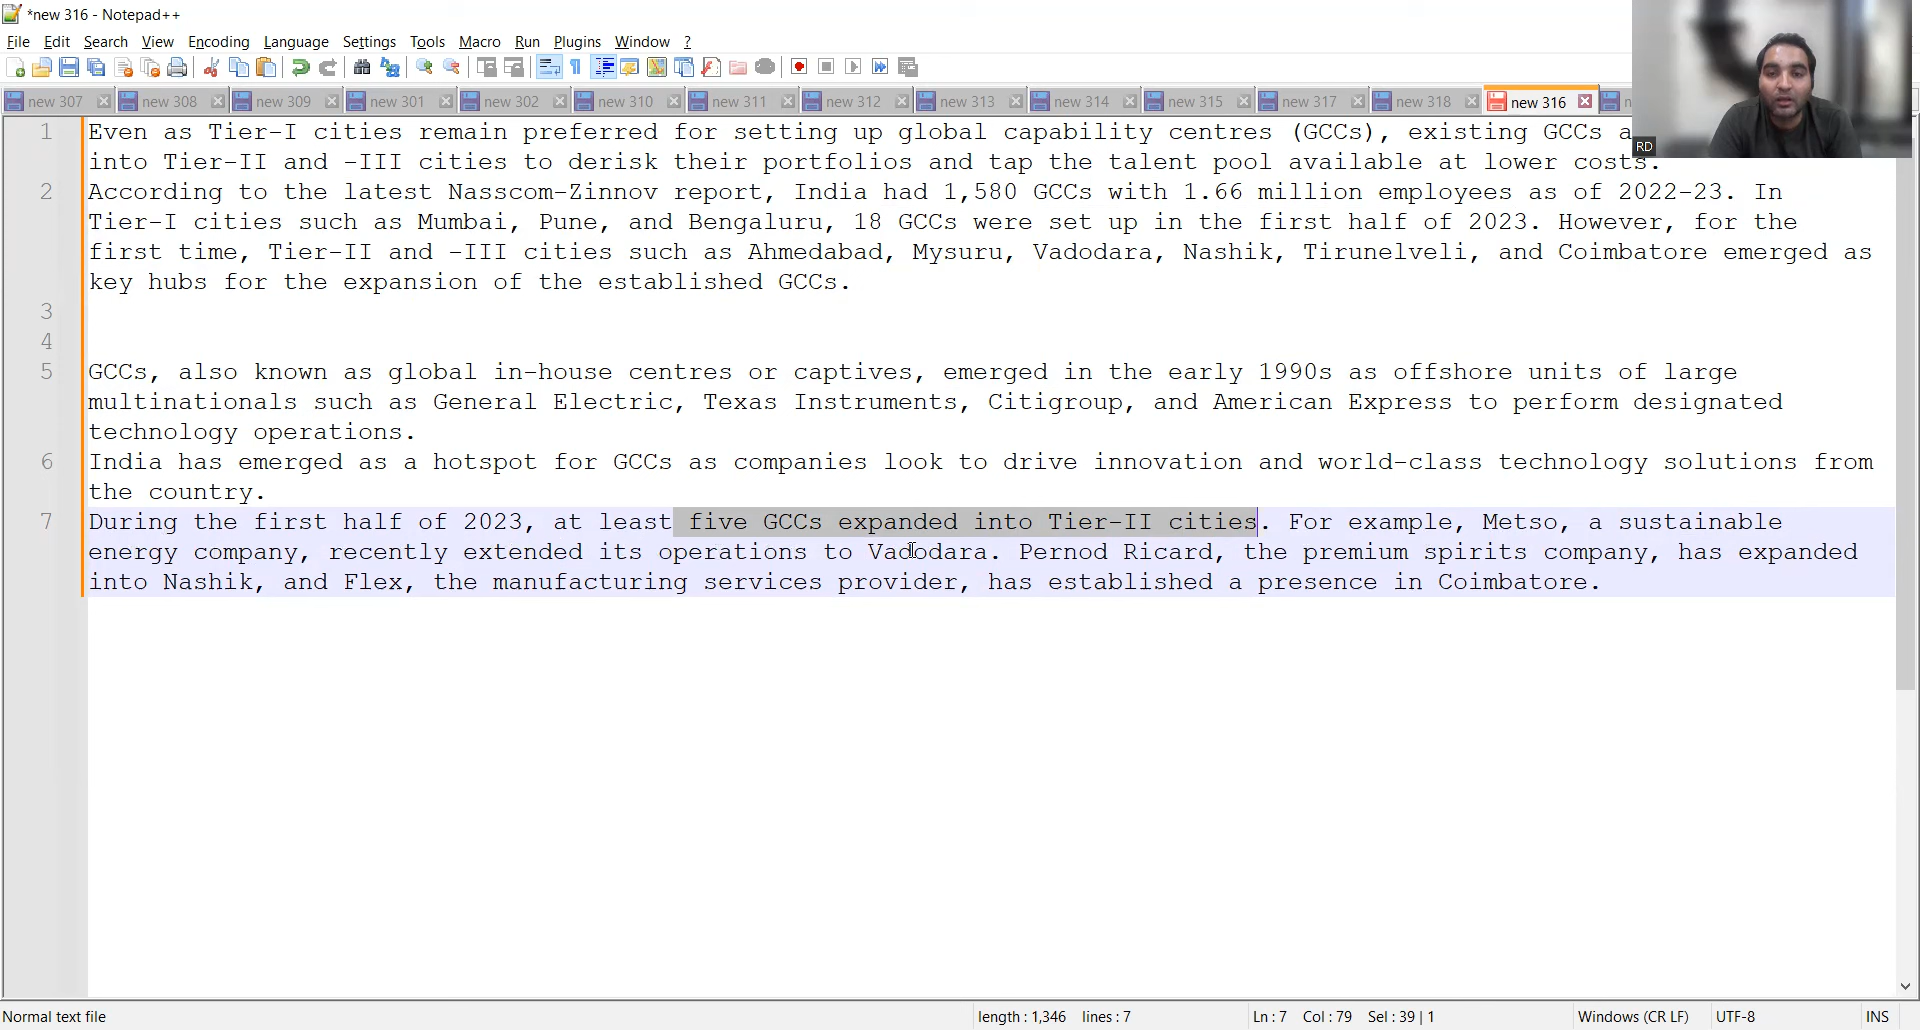 *new 316 - Notepad++
File Edit Search View Encoding Language Settings Tools Macro Run Plugins Window ?
new 307 new 308 new 309 new 301 new 302 new 310 new 311 new 312 new 313 new 314 new 315 new 317 new 318 new 316
RD
1 Even as Tier-I cities remain preferred for setting up global capability centres (GCCs), existing GCCs
into Tier-II and -III cities to derisk their portfolios and tap the talent pool available at lower costs.
2 According to the latest Nasscom-Zinnov report, India had 1,580 GCCs with 1.66 million employees as of 2022-23. In
Tier-I cities such as Mumbai, Pune, and Bengaluru, 18 GCCs were set up in the first half of 2023. However, for the
first time, Tier-II and -III cities such as Ahmedabad, Mysuru, Vadodara, Nashik, Tirunelveli, and Coimbatore emerged as
key hubs for the expansion of the established GCCs.
3
4
5 GCCs, also known as global in-house centres or captives, emerged in the early 1990s as offshore units of large
multinationals such as General Electric, Texas Instruments, Citigroup, and American Express to perform designated
technology operations.
6 India has emerged as a hotspot for GCCs as companies look to drive innovation and world-class technology solutions from
the country.
7 During the first half of 2023, at least five GCCs expanded into Tier-II cities. For example, Metso, a sustainable
energy company, recently extended its operations to Vadodara. Pernod Ricard, the premium spirits company, has expanded
into Nashik, and Flex, the manufacturing services provider, has established a presence in Coimbatore.
Normal text file length : 1,346 lines : 7 Ln : 7 Col : 79 Sel : 39 | 1 Windows (CR LF) UTF-8 INS